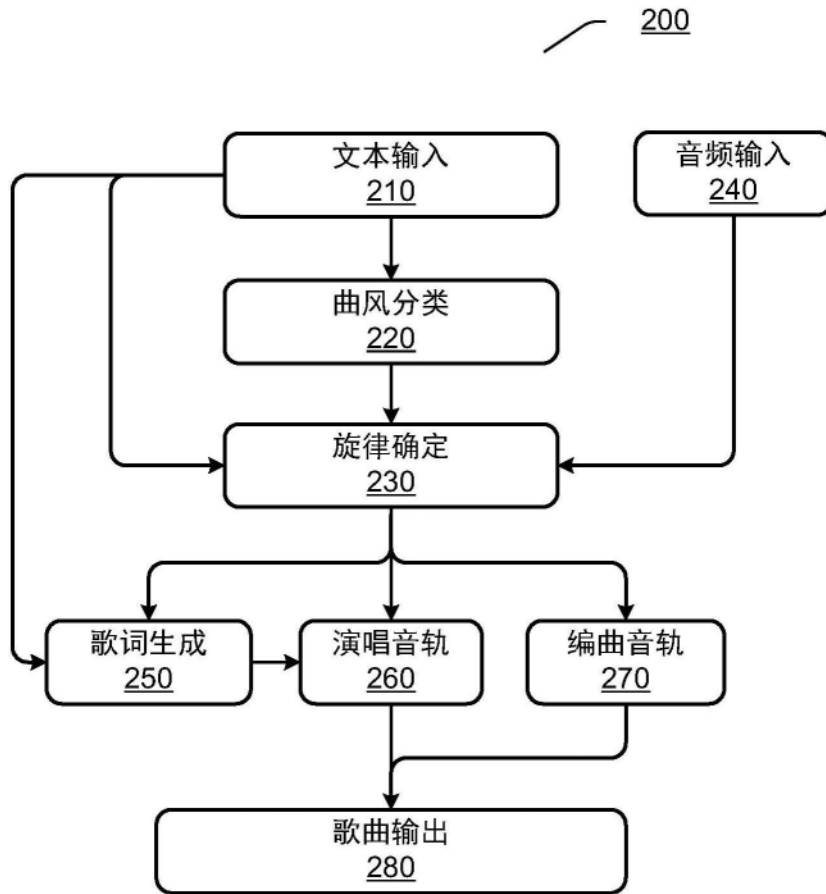 200
文本输入
210
音频输入
240
曲风分类
220
旋律确定
230
歌词生成
250
演唱音轨
260
编曲音轨
270
歌曲输出
280